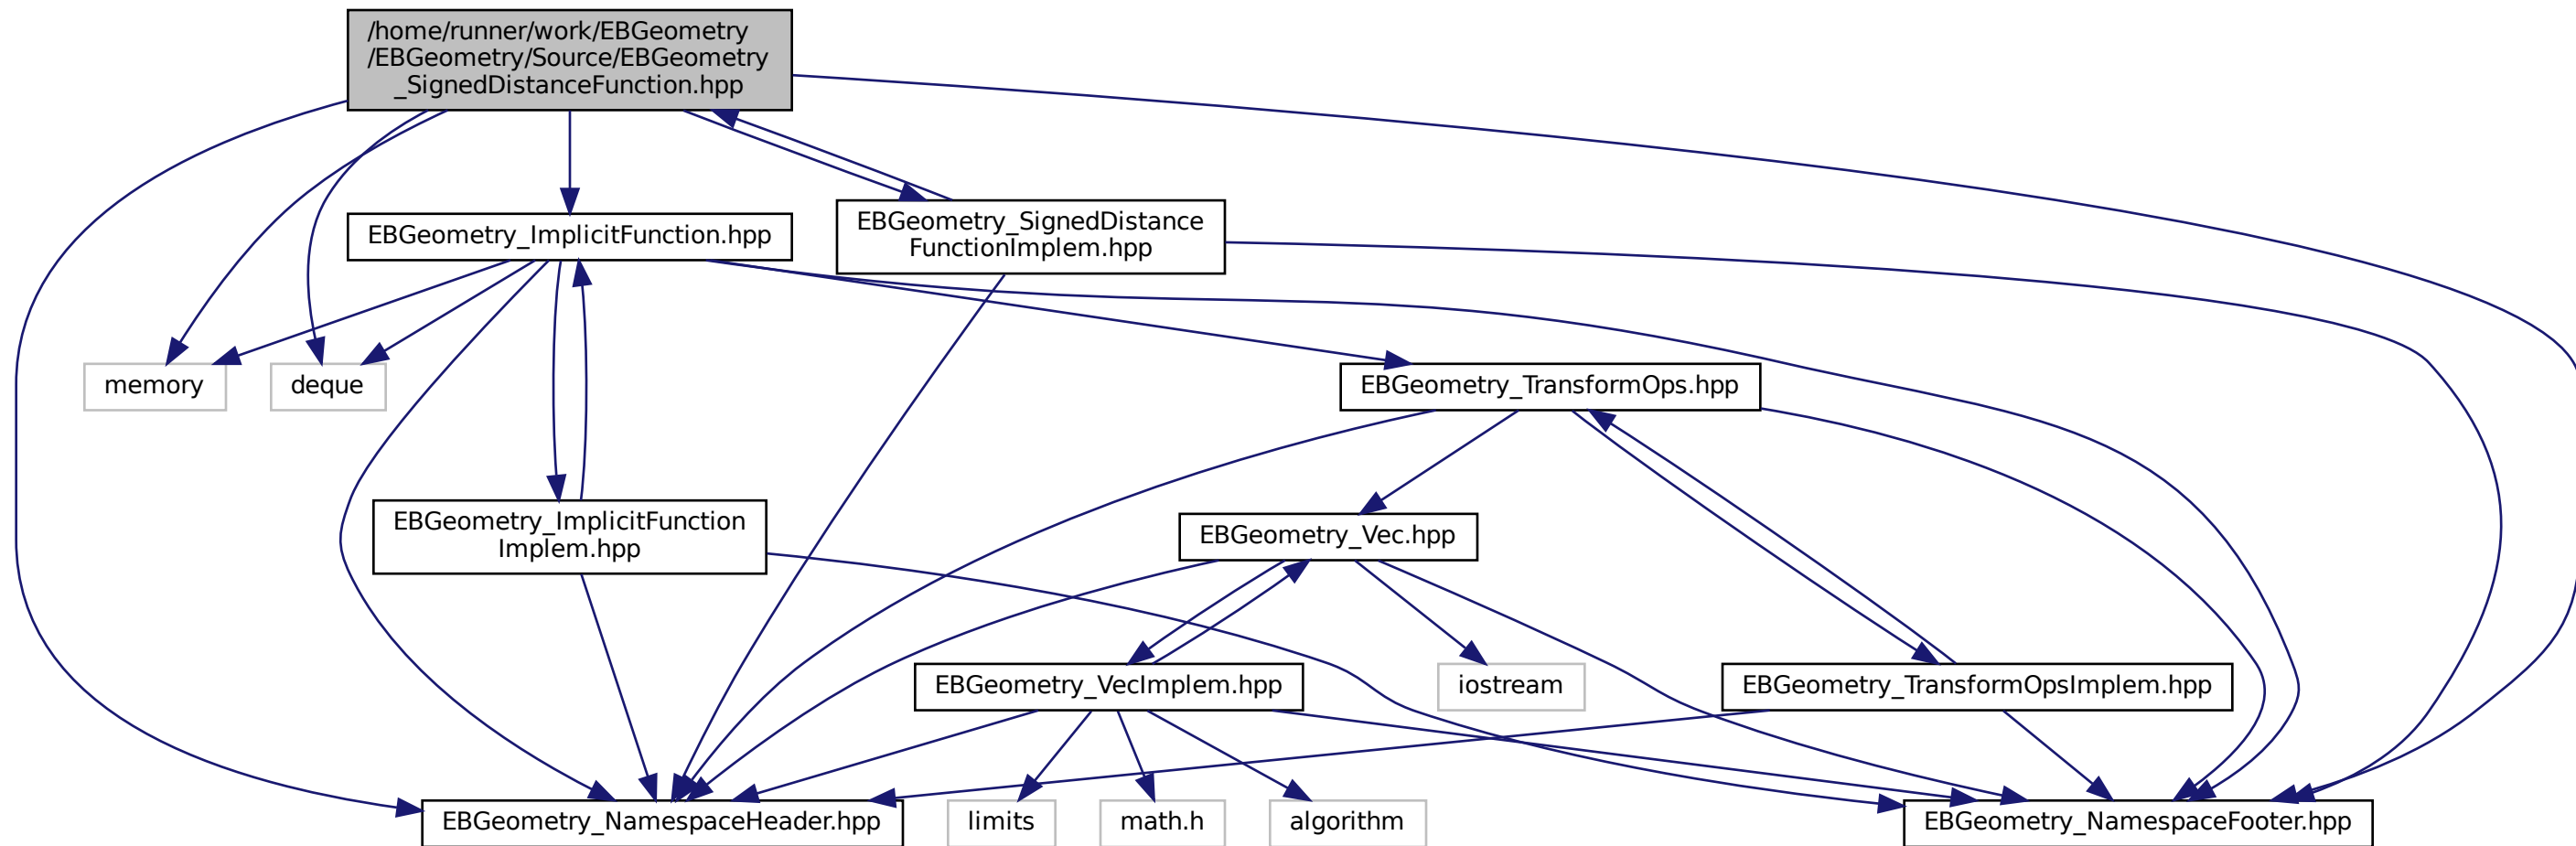 /home/runner/work/EBGeometry
/EBGeometry/Source/EBGeometry
_SignedDistanceFunction.hpp
EBGeometry_SignedDistance
FunctionImplem.hpp
EBGeometry_ImplicitFunction.hpp
memory
deque
EBGeometry_TransformOps.hpp
EBGeometry_ImplicitFunction
Implem.hpp
EBGeometry_Vec.hpp
EBGeometry_VecImplem.hpp
iostream
EBGeometry_TransformOpsImplem.hpp
EBGeometry_NamespaceHeader.hpp
limits
math.h
algorithm
EBGeometry_NamespaceFooter.hpp